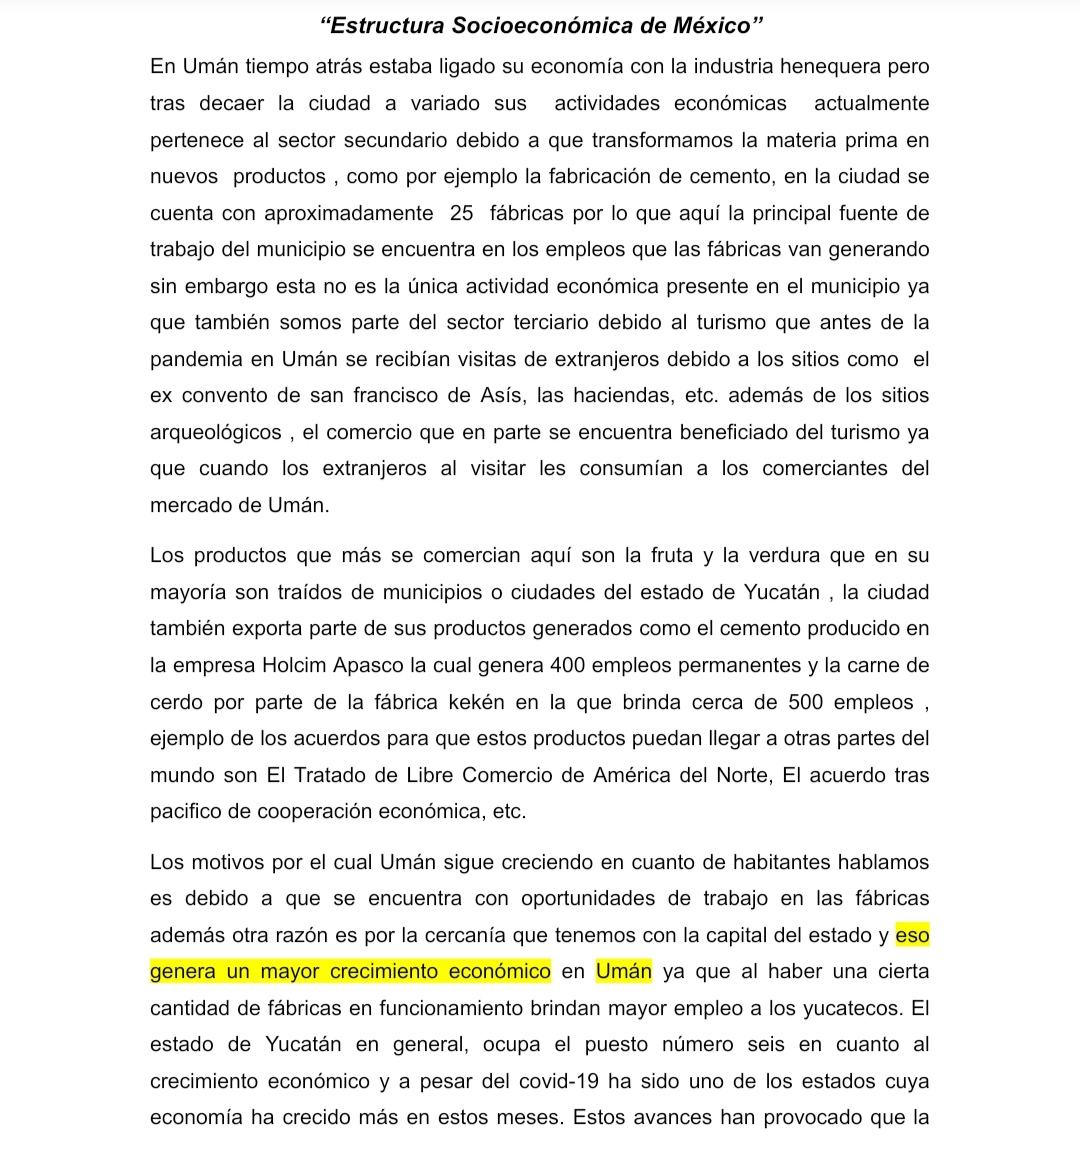 “Estructura Socioeconómica de México”
En Umán tiempo atrás estaba ligado su economía con la industria henequera pero
tras decaer la ciudad a variado sus actividades económicas actualmente
pertenece al sector secundario debido a que transformamos la materia prima en
nuevos productos , como por ejemplo la fabricación de cemento, en la ciudad se
cuenta con aproximadamente 25 fábricas por lo que aquí la principal fuente de
trabajo del municipio se encuentra en los empleos que las fábricas van generando
sin embargo esta no es la única actividad económica presente en el municipio ya
que también somos parte del sector terciario debido al turismo que antes de la
pandemia en Umán se recibían visitas de extranjeros debido a los sitios como el
ex convento de san francisco de Asís, las haciendas, etc. además de los sitios
arqueológicos , el comercio que en parte se encuentra beneficiado del turismo ya
que cuando los extranjeros al visitar les consumían a los comerciantes del
mercado de Umán.
Los productos que más se comercian aquí son la fruta y la verdura que en su
mayoría son traídos de municipios o ciudades del estado de Yucatán , la ciudad
también exporta parte de sus productos generados como el cemento producido en
la empresa Holcim Apasco la cual genera 400 empleos permanentes y la carne de
cerdo por parte de la fábrica kekén en la que brinda cerca de 500 empleos ,
ejemplo de los acuerdos para que estos productos puedan llegar a otras partes del
mundo son El Tratado de Libre Comercio de América del Norte, El acuerdo tras
pacifico de cooperación económica, etc.
Los motivos por el cual Umán sigue creciendo en cuanto de habitantes hablamos
es debido a que se encuentra con oportunidades de trabajo en las fábricas
además otra razón es por la cercanía que tenemos con la capital del estado y eso
genera un mayor crecimiento económico en Umán ya que al haber una cierta
cantidad de fábricas en funcionamiento brindan mayor empleo a los yucatecos. El
estado de Yucatán en general, ocupa el puesto número seis en cuanto al
crecimiento económico y a pesar del covid-19 ha sido uno de los estados cuya
economía ha crecido más en estos meses. Estos avances han provocado que la